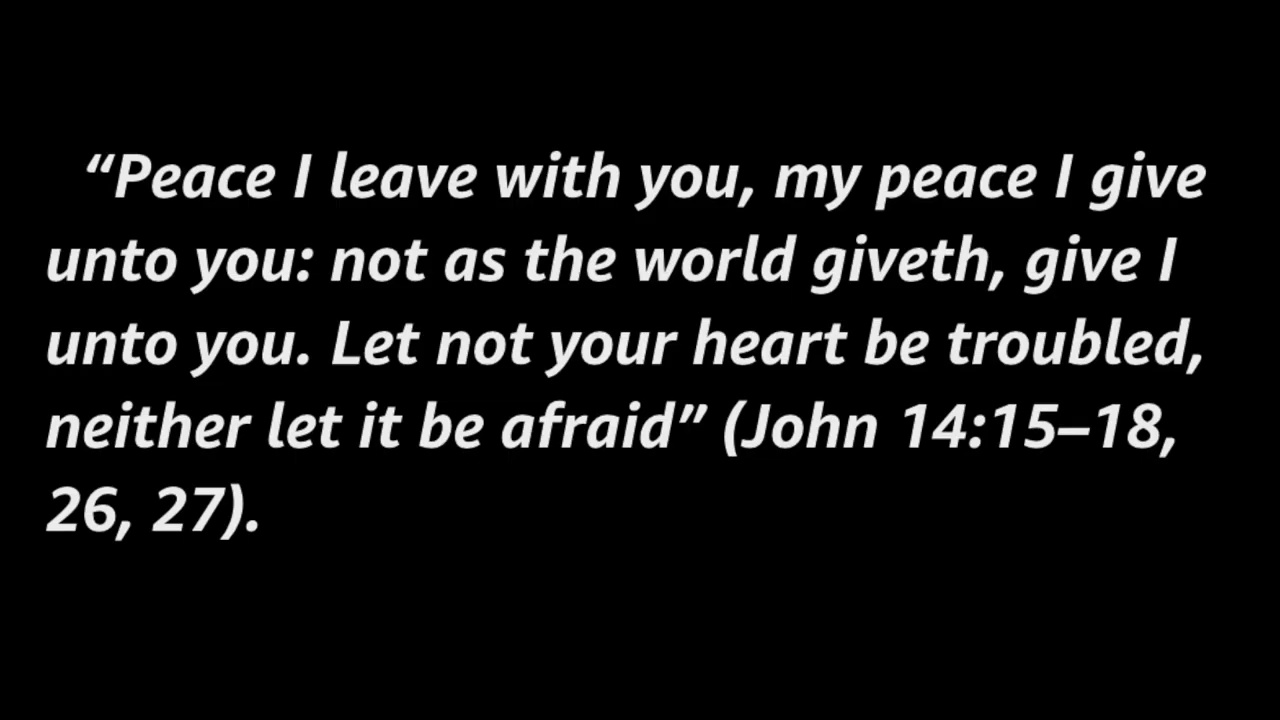 “Peace I leave with you, my peace I give
unto you: not as the world giveth, give I
unto you. Let not your heart be troubled,
neither let it be afraid” (John 14:15–18,
26, 27).